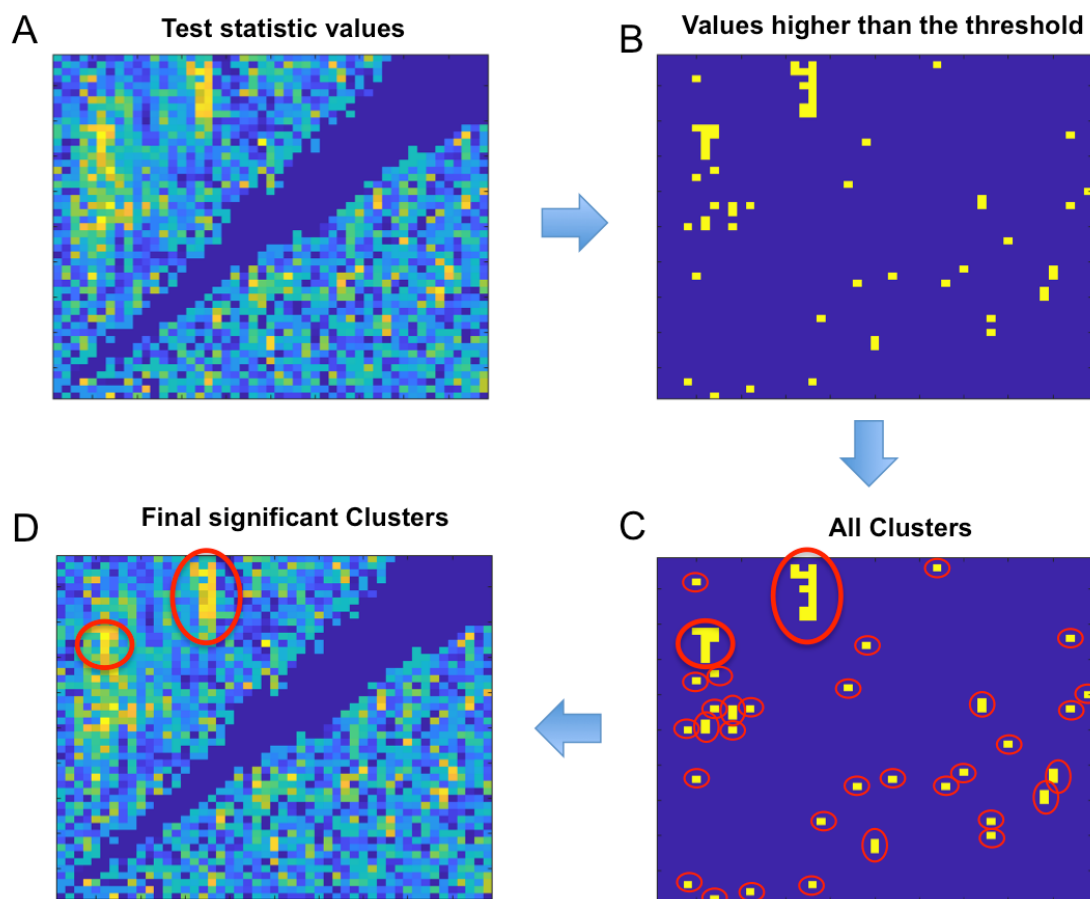 A
Test statistic values
B
Values higher than the threshold
D
Final significant Clusters
C
All Clusters